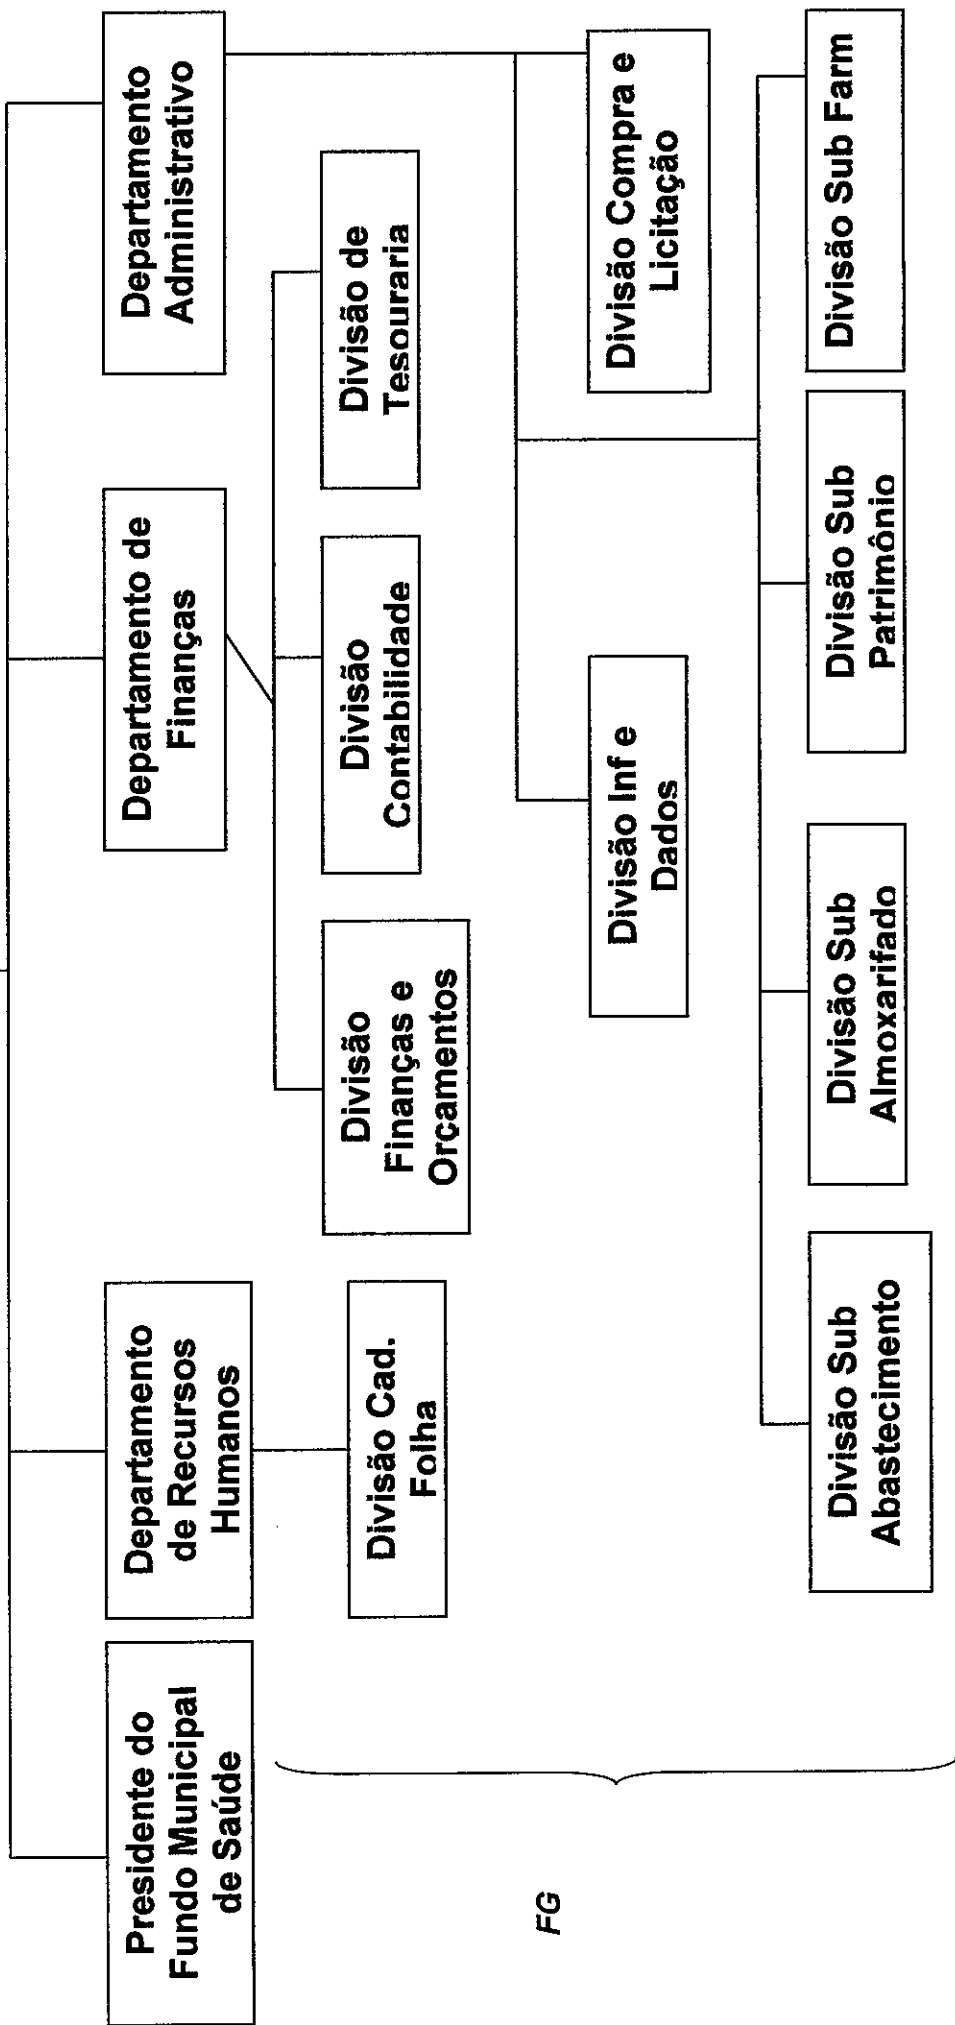 Presidente do
Fundo Municipal
de Saúde
Departamento
de Recursos
Humanos
Departamento de
Finanças
Departamento
Administrativo
Divisão Cad.
Folha
Divisão
Finanças e
Orçamentos
Divisão
Contabilidade
Divisão de
Tesouraria
FG
Divisão Inf e
Dados
Divisão Compra e
Licitação
Divisão Sub
Abastecimento
Divisão Sub
Almoxarifado
Divisão Sub
Patrimônio
Divisão Sub Farm